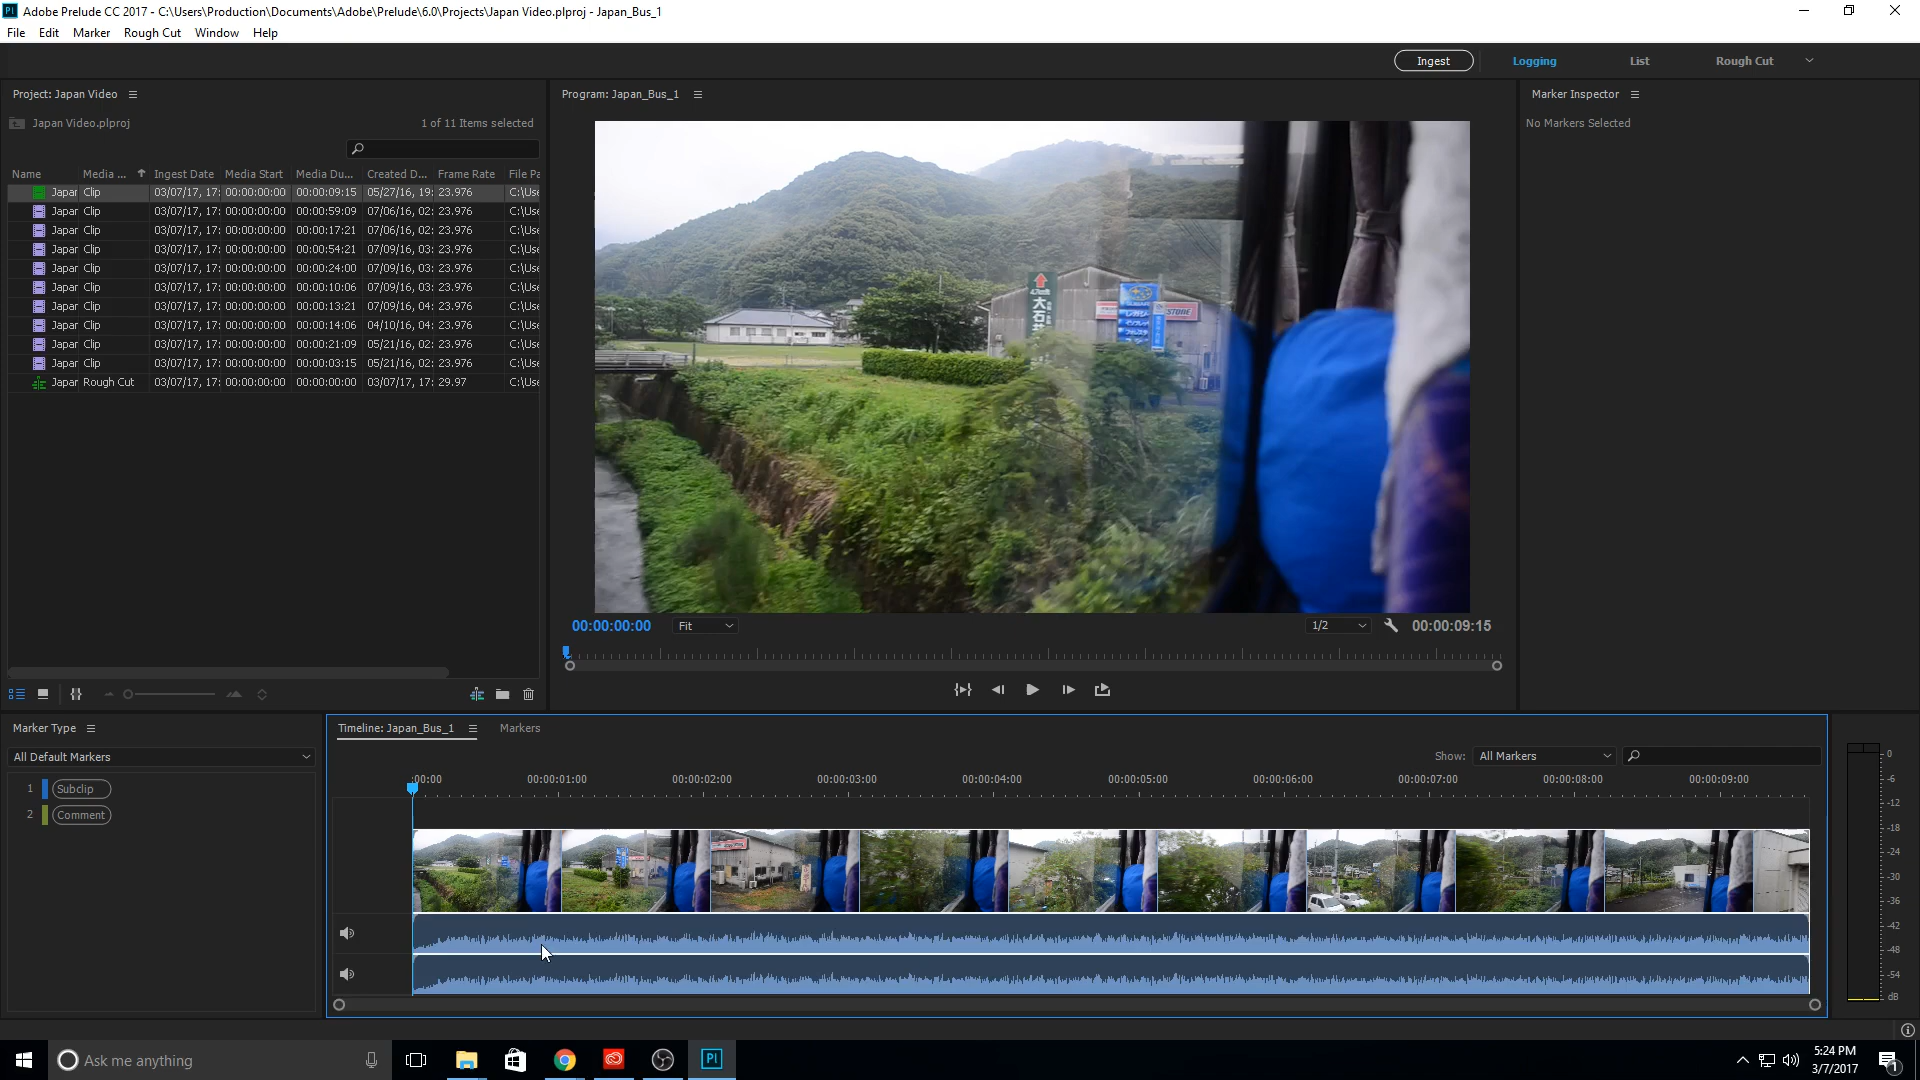 Adobe Prelude CC 2017 - C:\Users\Production\Documents\Adobe\Prelude\6.0\Projects\Japan Video.plproj - Japan_Bus_1
File Edit Marker Rough Cut Window Help
Ingest Logging List Rough Cut
Project: Japan Video
Japan Video.plproj 1 of 11 Items selected
Name Media ... Ingest Date Media Start Media Du... Created D... Frame Rate File Pa
Japar Clip 03/07/17, 17: 00:00:00:00 00:00:09:15 05/27/16, 19: 23.976 C:\Use
Japar Clip 03/07/17, 17: 00:00:00:00 00:00:59:09 07/06/16, 02: 23.976 C:\Use
Japar Clip 03/07/17, 17: 00:00:00:00 00:00:17:21 07/06/16, 02: 23.976 C:\Use
Japar Clip 03/07/17, 17: 00:00:00:00 00:00:54:21 07/09/16, 03: 23.976 C:\Use
Japar Clip 03/07/17, 17: 00:00:00:00 00:00:24:00 07/09/16, 03: 23.976 C:\Use
Japar Clip 03/07/17, 17: 00:00:00:00 00:00:10:06 07/09/16, 03: 23.976 C:\Use
Japar Clip 03/07/17, 17: 00:00:00:00 00:00:13:21 07/09/16, 04: 23.976 C:\Use
Japar Clip 03/07/17, 17: 00:00:00:00 00:00:14:06 04/10/16, 04: 23.976 C:\Use
Japar Clip 03/07/17, 17: 00:00:00:00 00:00:21:09 05/21/16, 02: 23.976 C:\Use
Japar Clip 03/07/17, 17: 00:00:00:00 00:00:03:15 05/21/16, 02: 23.976 C:\Use
Japar Rough Cut 03/07/17, 17: 00:00:00:00 00:00:00:00 03/07/17, 17: 29.97 C:\Use
Program: Japan_Bus_1
大石
00:00:00:00 Fit 1/2 00:00:09:15
Marker Inspector
No Markers Selected
Marker Type
All Default Markers
1 Subclip
2 Comment
Timeline: Japan_Bus_1 Markers
Show: All Markers
:00:00 00:00:01:00 00:00:02:00 00:00:03:00 00:00:04:00 00:00:05:00 00:00:06:00 00:00:07:00 00:00:08:00 00:00:09:00
0
-6
-12
-18
-24
-30
-36
-42
-48
-54
dB
Ask me anything
Pl
5:24 PM
3/7/2017
1